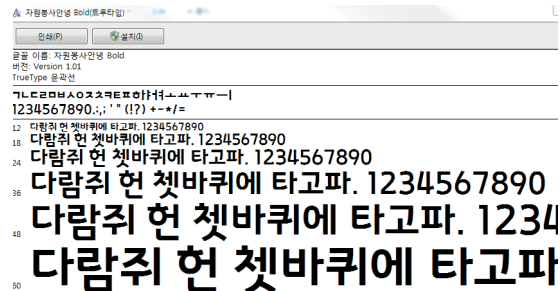 자원봉사안녕 Bold(트루타입)
인쇄(P) 설치(I)
글꼴 이름: 자원봉사안녕 Bold
버전: Version 1.01
TrueType 윤곽선
ㄱㄴㄷㄹㅁㅂㅅㅇㅈㅊㅋㅌㅍㅎㅏㅑㅓㅕㅗㅛㅜㅠㅡㅣ
1234567890.:,; ' " (!?) +-*/=
12 다람쥐 헌 쳇바퀴에 타고파. 1234567890
18 다람쥐 헌 쳇바퀴에 타고파. 1234567890
24 다람쥐 헌 쳇바퀴에 타고파. 1234567890
36 다람쥐 헌 쳇바퀴에 타고파. 1234567890
48 다람쥐 헌 쳇바퀴에 타고파. 1234
60 다람쥐 헌 쳇바퀴에 타고파